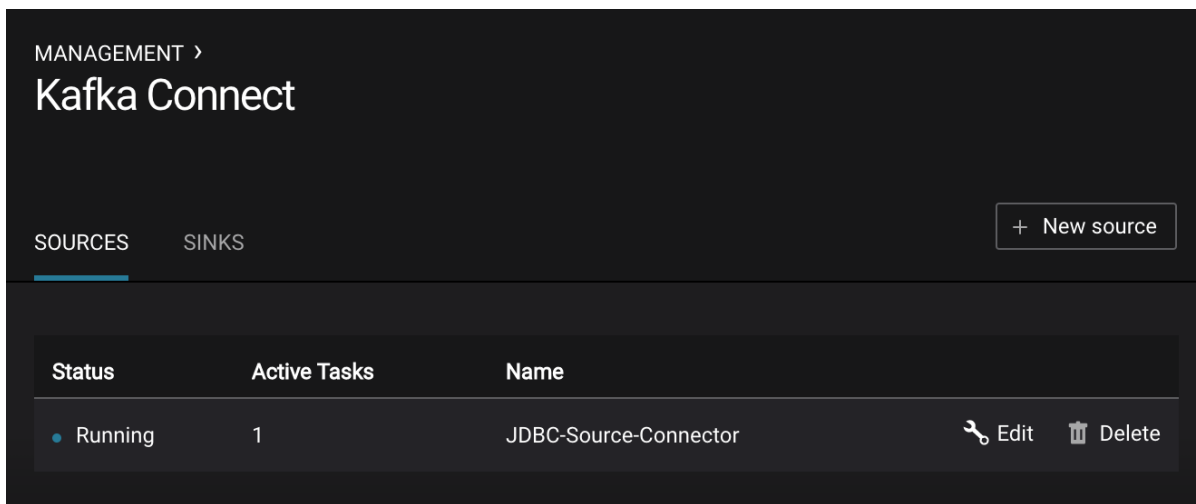 MANAGEMENT ›
Kafka Connect
+ New source
SOURCES SINKS
Status Active Tasks Name
Running 1 JDBC-Source-Connector Edit Delete